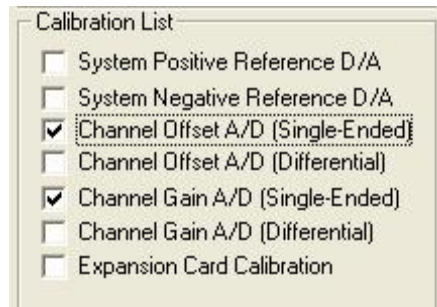 Calibration List
System Positive Reference D/A
System Negative Reference D/A
Channel Offset A/D (Single-Ended)
Channel Offset A/D (Differential)
Channel Gain A/D (Single-Ended)
Channel Gain A/D (Differential)
Expansion Card Calibration